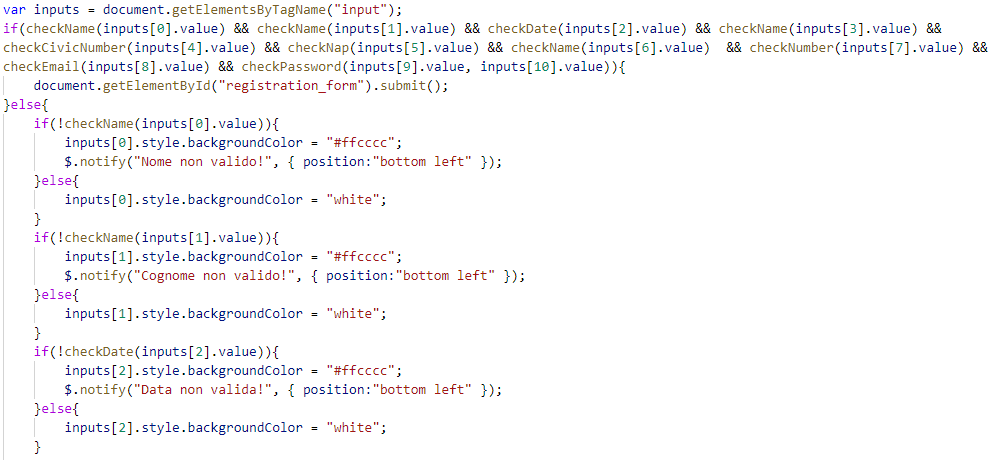 var inputs = document.getElementsByTagName("input");
if(checkName(inputs[0].value) && checkName(inputs[1].value) && checkDate(inputs[2].value) && checkName(inputs[3].value) &&
checkCivicNumber(inputs[4].value) && checkNap(inputs[5].value) && checkName(inputs[6].value)  && checkNumber(inputs[7].value) &&
checkEmail(inputs[8].value) && checkPassword(inputs[9].value, inputs[10].value)){
    document.getElementById("registration_form").submit();
}else{
    if(!checkName(inputs[0].value)){
        inputs[0].style.backgroundColor = "#ffcccc";
        $.notify("Nome non valido!", { position:"bottom left" });
    }else{
        inputs[0].style.backgroundColor = "white";
    }
    if(!checkName(inputs[1].value)){
        inputs[1].style.backgroundColor = "#ffcccc";
        $.notify("Cognome non valido!", { position:"bottom left" });
    }else{
        inputs[1].style.backgroundColor = "white";
    }
    if(!checkDate(inputs[2].value)){
        inputs[2].style.backgroundColor = "#ffcccc";
        $.notify("Data non valida!", { position:"bottom left" });
    }else{
        inputs[2].style.backgroundColor = "white";
    }